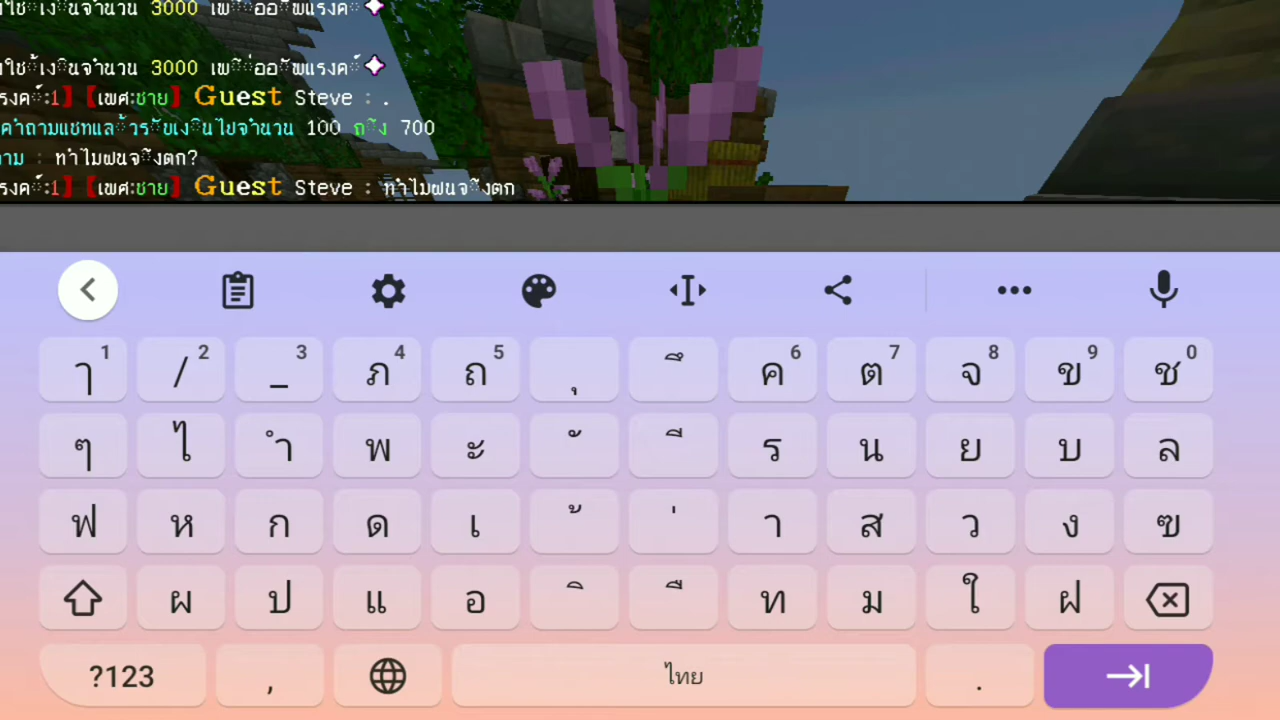 ใช้เงินจำนวน 3000 เพื่ออัพแรงค์
ใช้เงินจำนวน 3000 เพื่ออัพแรงค์
รงค์:1】【เพศ:ชาย】 Guest Steve : .
คำถามแชทแล้วรับเงินไปจำนวน 100 ถึง 700
าม : ทำไมฝนจึงตก?
รงค์:1】【เพศ:ชาย】 Guest Steve : ทำไมฝนจึงตก
ๅ 1 / 2 _ 3 ภ 4 ถ 5 ุ ึ ค 6 ต 7 จ 8 ข 9 ช 0
ๆ ไ ำ พ ะ ั ี ร น ย บ ล
ฟ ห ก ด เ ้ ่ า ส ว ง ฃ
ผ ป แ อ ิ ื ท ม ใ ฝ
?123 , ไทย .